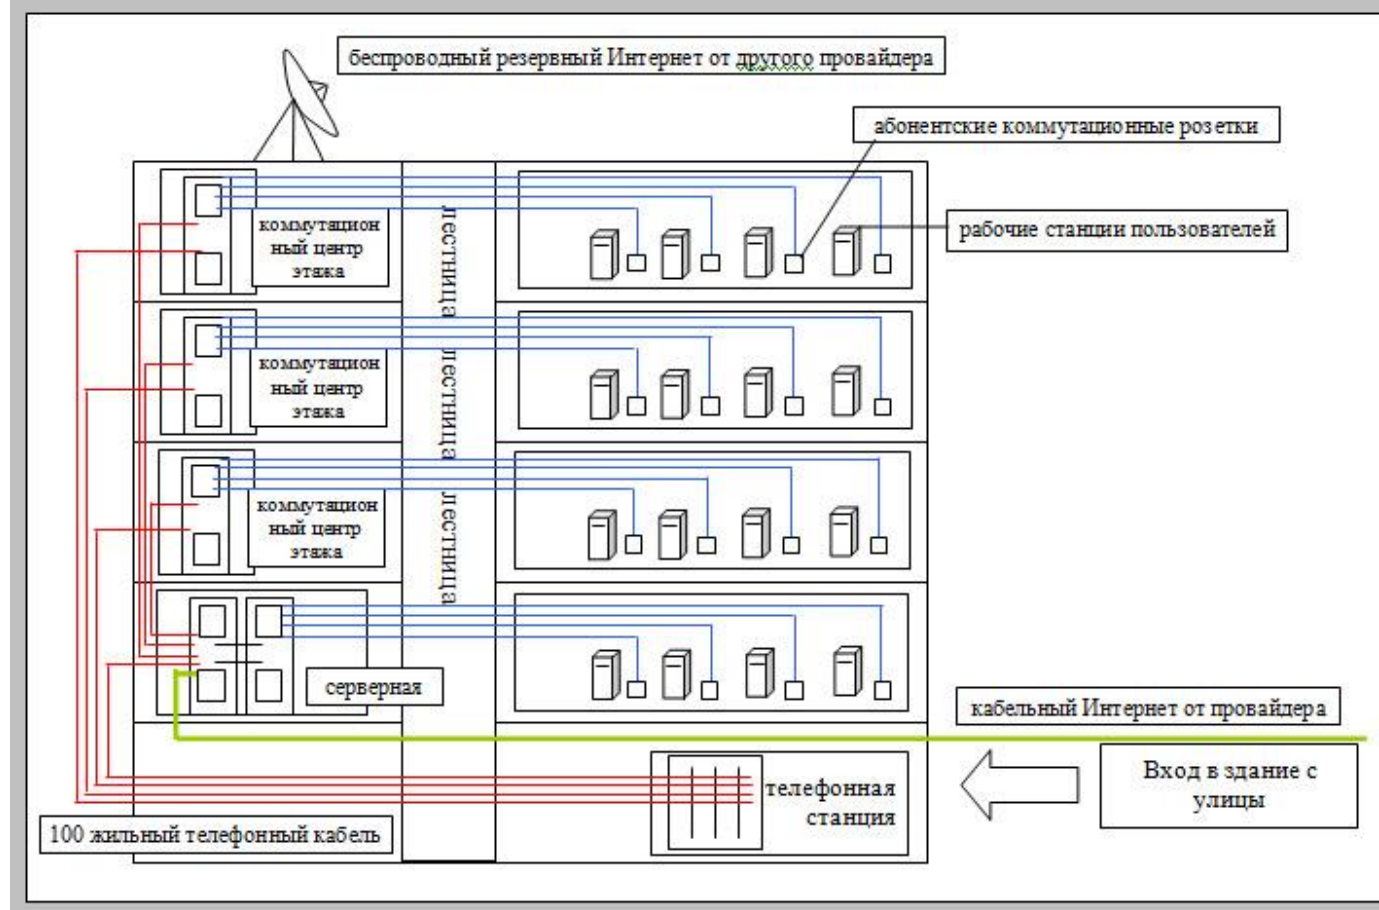 беспроводный резервный Интернет от другого провайдера
абонентские коммутационные розетки
рабочие станции пользователей
коммутацион
ный центр
этажа
лестница
коммутацион
ный центр
этажа
лестница
коммутацион
ный центр
этажа
лестница
серверная
кабельный Интернет от провайдера
Вход в здание с
улицы
телефонная
станция
100 жильный телефонный кабель